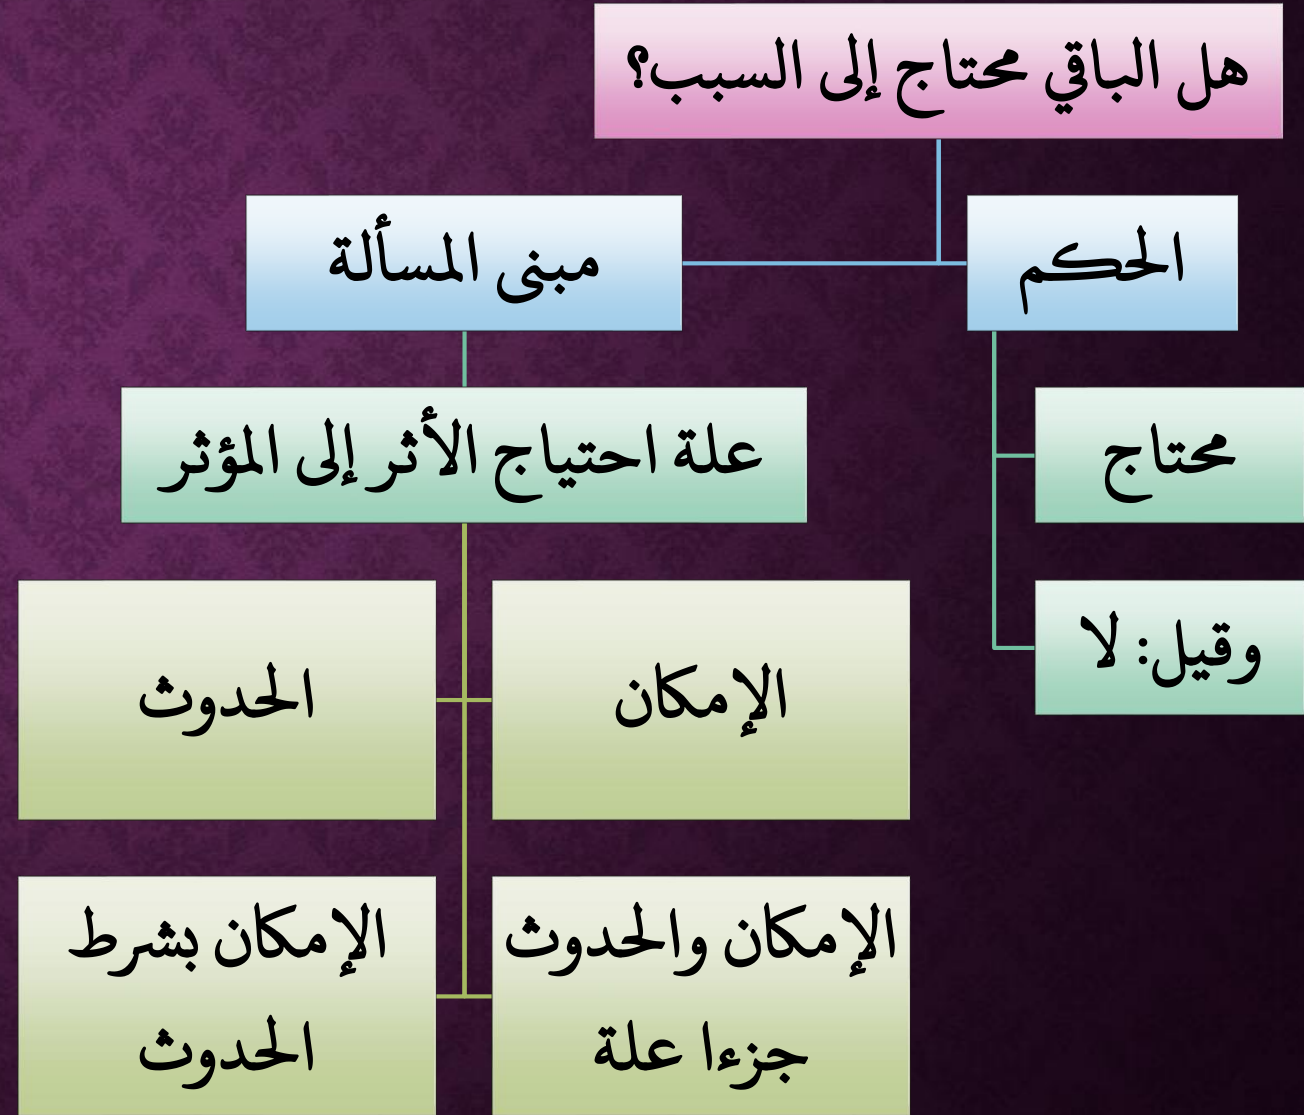 هل الباقي محتاج إلى السبب؟
الحكم
مبنى المسألة
محتاج
علة احتياج الأثر إلى المؤثر
وقيل: لا
الإمكان
الحدوث
الإمكان والحدوث
جزءا علة
الإمكان بشرط
الحدوث